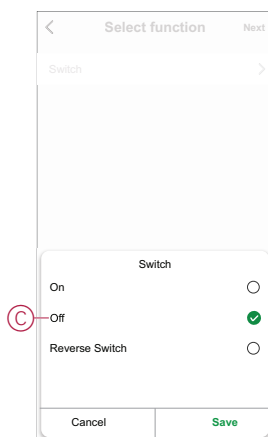 Select function Next
Switch
Switch
On
C Off
Reverse Switch
Cancel Save